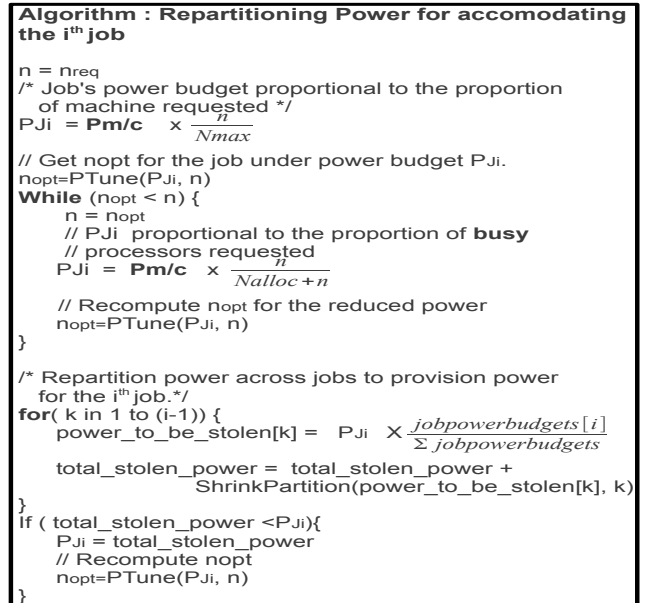 Algorithm : Repartitioning Power for accomodating
the iᵗʰ job
n = nreq
/* Job's power budget proportional to the proportion
of machine requested */
PJi = Pm/c x n/Nmax
// Get nopt for the job under power budget PJi.
nopt=PTune(PJi, n)
While (nopt < n) {
n = nopt
// PJi proportional to the proportion of busy
// processors requested
PJi = Pm/c x n/Nalloc+n
// Recompute nopt for the reduced power
nopt=PTune(PJi, n)
}
/* Repartition power across jobs to provision power
for the iᵗʰ job.*/
for( k in 1 to (i-1)) {
power_to_be_stolen[k] = PJi X jobpowerbudgets[i]/Σ jobpowerbudgets
total_stolen_power = total_stolen_power +
ShrinkPartition(power_to_be_stolen[k], k)
}
If ( total_stolen_power <PJi){
PJi = total_stolen_power
// Recompute nopt
nopt=PTune(PJi, n)
}